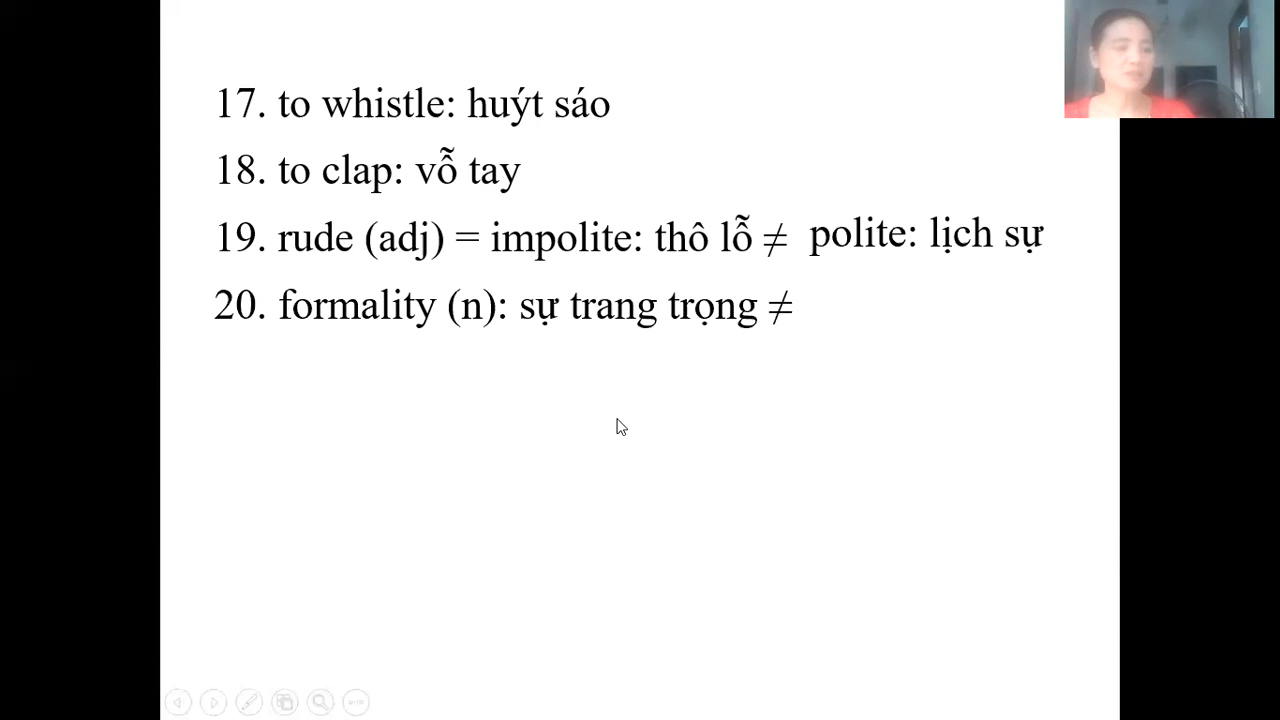 17. to whistle: huýt sáo
18. to clap: vỗ tay
19. rude (adj) = impolite: thô lỗ ≠ polite: lịch sự
20. formality (n): sự trang trọng ≠